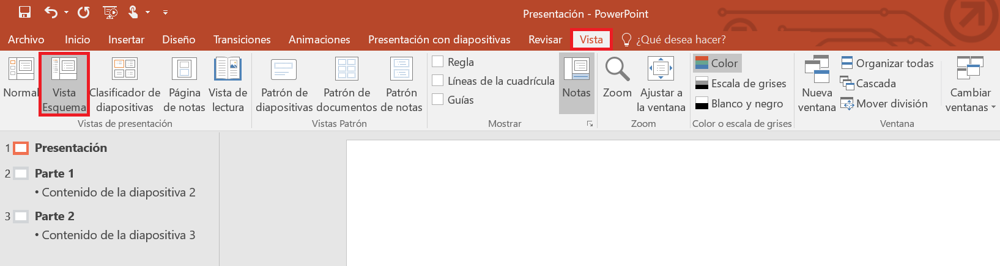 Presentación - PowerPoint
Archivo Inicio Insertar Diseño Transiciones Animaciones Presentación con diapositivas Revisar Vista ¿Qué desea hacer?
Normal Vista Esquema Clasificador de diapositivas Página de notas Vista de lectura
Vistas de presentación
Patrón de diapositivas Patrón de documentos Patrón de notas
Vistas Patrón
Regla
Líneas de la cuadrícula
Guías
Notas
Mostrar
Zoom Ajustar a la ventana
Zoom
Color
Escala de grises
Blanco y negro
Color o escala de grises
Nueva ventana
Organizar todas
Cascada
Mover división
Cambiar ventanas
Ventana
1 Presentación
2 Parte 1
• Contenido de la diapositiva 2
3 Parte 2
• Contenido de la diapositiva 3